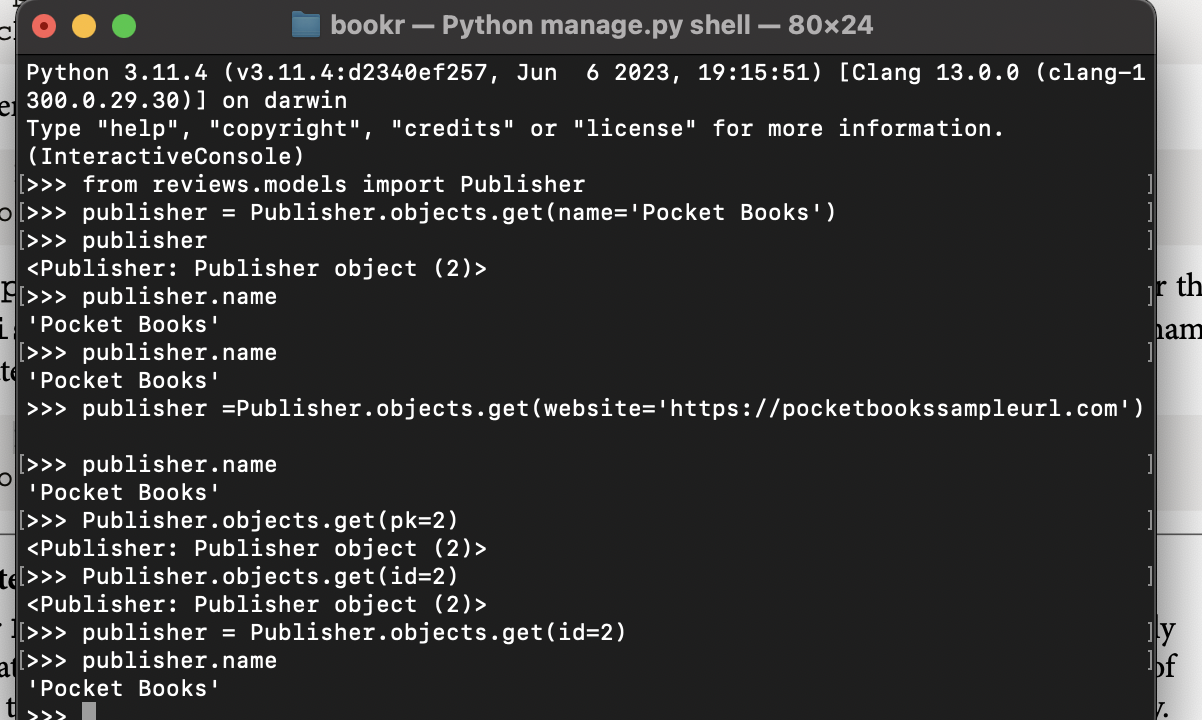 bookr — Python manage.py shell — 80×24
Python 3.11.4 (v3.11.4:d2340ef257, Jun  6 2023, 19:15:51) [Clang 13.0.0 (clang-1
300.0.29.30)] on darwin
Type "help", "copyright", "credits" or "license" for more information.
(InteractiveConsole)
[>>> from reviews.models import Publisher ]
[>>> publisher = Publisher.objects.get(name='Pocket Books') ]
[>>> publisher ]
<Publisher: Publisher object (2)>
[>>> publisher.name ]
'Pocket Books'
[>>> publisher.name ]
'Pocket Books'
>>> publisher =Publisher.objects.get(website='https://pocketbookssampleurl.com')
[>>> publisher.name ]
'Pocket Books'
[>>> Publisher.objects.get(pk=2) ]
<Publisher: Publisher object (2)>
[>>> Publisher.objects.get(id=2) ]
<Publisher: Publisher object (2)>
[>>> publisher = Publisher.objects.get(id=2) ]
[>>> publisher.name ]
'Pocket Books'
>>>